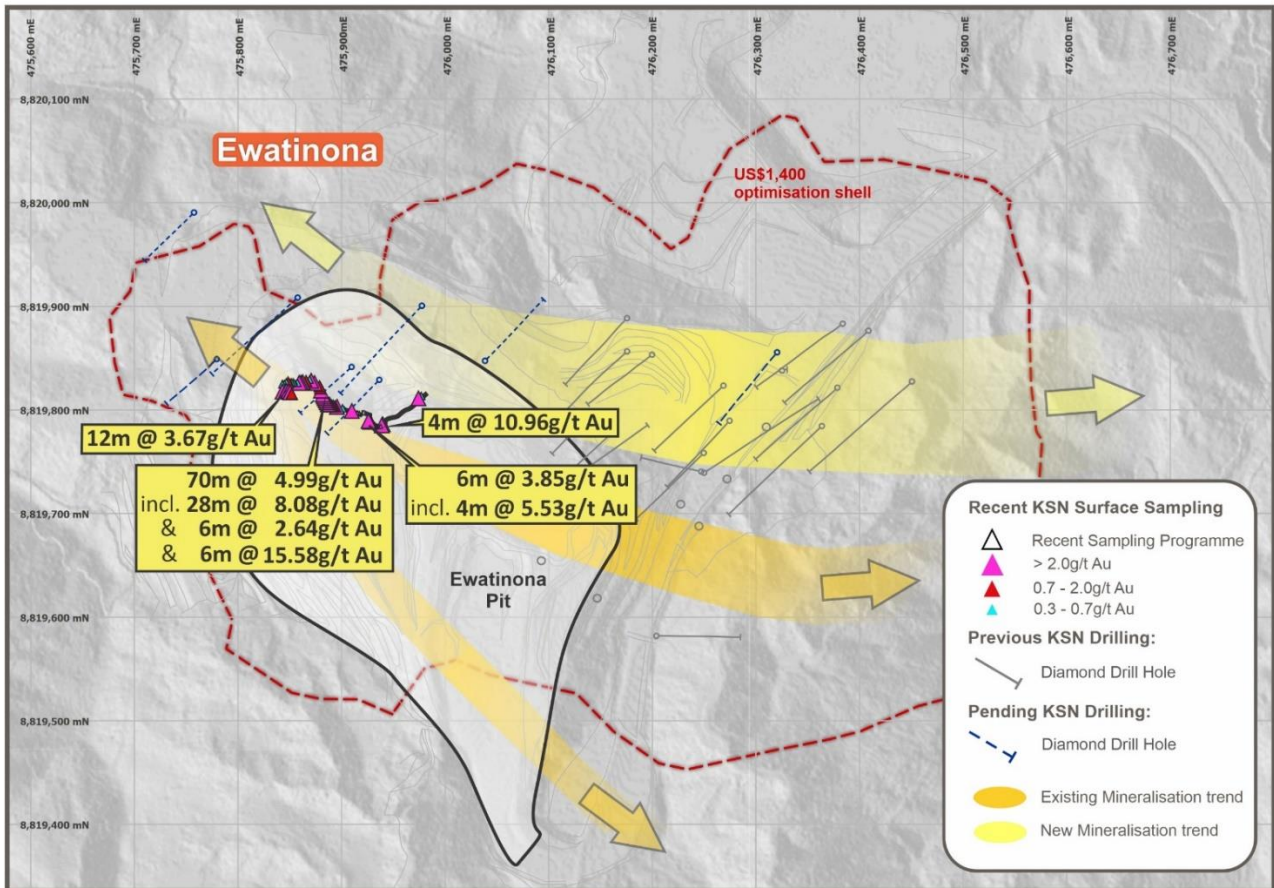 475,600 mE
475,700 mE
475,800 mE
475,900 mE
476,000 mE
476,100 mE
476,200 mE
476,300 mE
476,400 mE
476,500 mE
476,600 mE
476,700 mE
8,820,100 mN
Ewatinona
US$1,400
optimisation shell
8,820,000 mN
8,819,900 mN
8,819,800 mN
4m @ 10.96g/t Au
12m @ 3.67g/t Au
70m @ 4.99g/t Au
incl. 28m @ 8.08g/t Au
& 6m @ 2.64g/t Au
& 6m @ 15.58g/t Au
6m @ 3.85g/t Au
incl. 4m @ 5.53g/t Au
8,819,700 mN
Ewatinona
Pit
8,819,600 mN
8,819,500 mN
8,819,400 mN
Recent KSN Surface Sampling
Recent Sampling Programme
> 2.0g/t Au
0.7 - 2.0g/t Au
0.3 - 0.7g/t Au
Previous KSN Drilling:
Diamond Drill Hole
Pending KSN Drilling:
Diamond Drill Hole
Existing Mineralisation trend
New Mineralisation trend